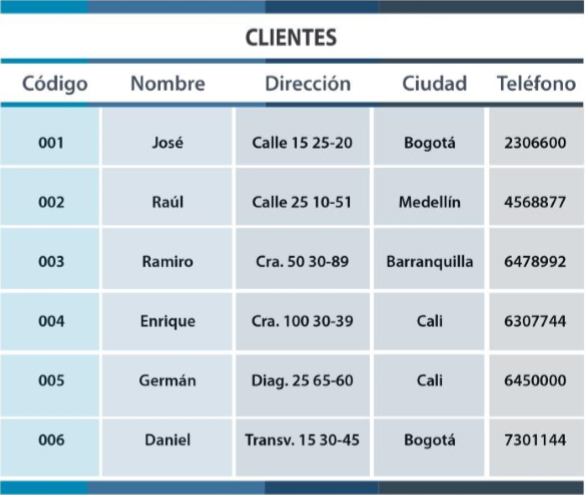 CLIENTES
Código Nombre Dirección Ciudad Teléfono
001 José Calle 15 25-20 Bogotá 2306600
002 Raúl Calle 25 10-51 Medellín 4568877
003 Ramiro Cra. 50 30-89 Barranquilla 6478992
004 Enrique Cra. 100 30-39 Cali 6307744
005 Germán Diag. 25 65-60 Cali 6450000
006 Daniel Transv. 15 30-45 Bogotá 7301144